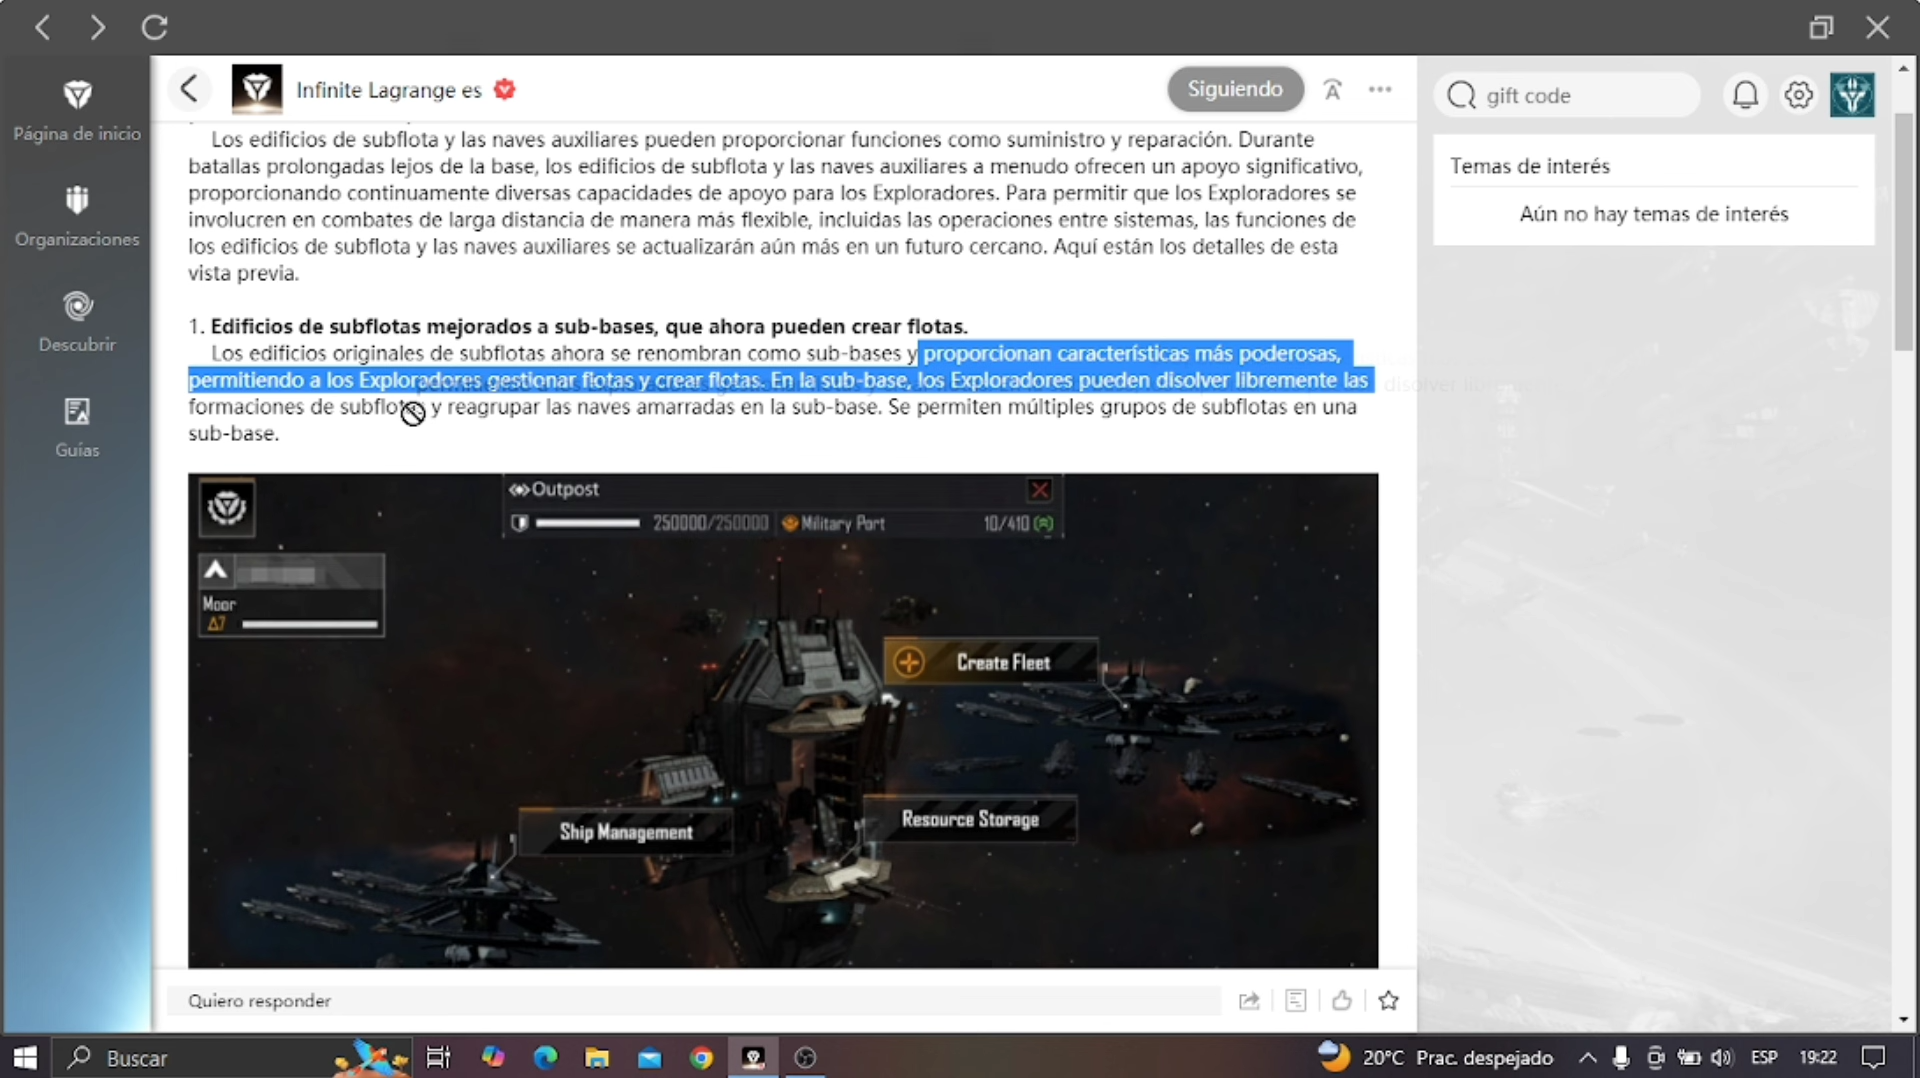 Infinite Lagrange es
Siguiendo
gift code
Página de inicio
Organizaciones
Descubrir
Guías
Temas de interés
Aún no hay temas de interés
Los edificios de subflota y las naves auxiliares pueden proporcionar funciones como suministro y reparación. Durante
batallas prolongadas lejos de la base, los edificios de subflota y las naves auxiliares a menudo ofrecen un apoyo significativo,
proporcionando continuamente diversas capacidades de apoyo para los Exploradores. Para permitir que los Exploradores se
involucren en combates de larga distancia de manera más flexible, incluidas las operaciones entre sistemas, las funciones de
los edificios de subflota y las naves auxiliares se actualizarán aún más en un futuro cercano. Aquí están los detalles de esta
vista previa.
1. Edificios de subflotas mejorados a sub-bases, que ahora pueden crear flotas.
Los edificios originales de subflotas ahora se renombran como sub-bases y proporcionan características más poderosas,
permitiendo a los Exploradores gestionar flotas y crear flotas. En la sub-base, los Exploradores pueden disolver libremente las
formaciones de subflotas y reagrupar las naves amarradas en la sub-base. Se permiten múltiples grupos de subflotas en una
sub-base.
Outpost
250000/250000 Military Port 10/410
Moor
7
Create Fleet
Resource Storage
Ship Management
Quiero responder
Buscar
20°C Prac. despejado
ESP
19:22